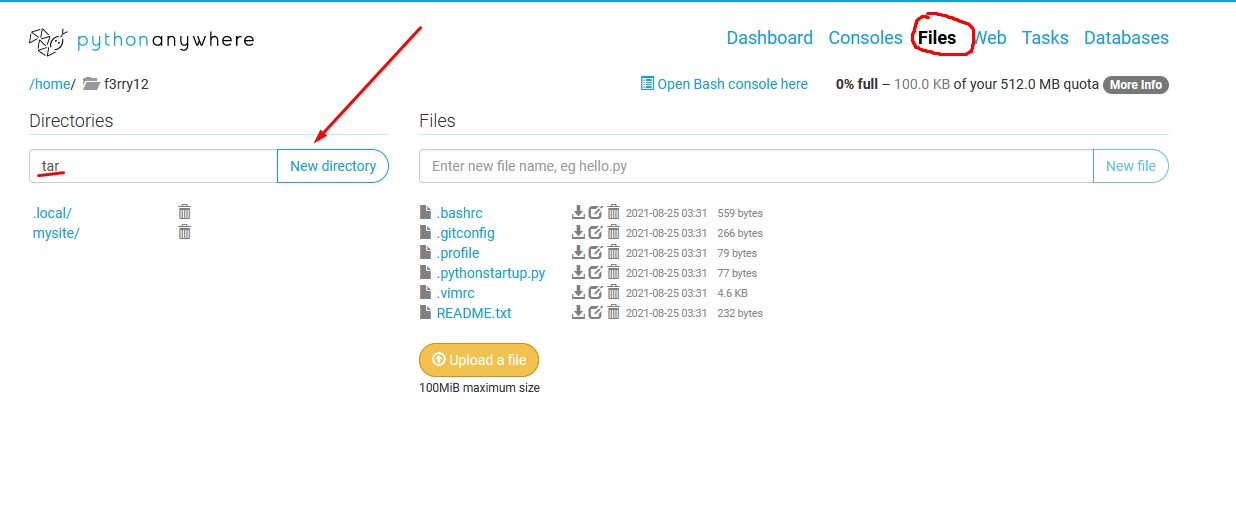 pythonanywhere
Dashboard Consoles Files Web Tasks Databases
/home/ f3rry12
Open Bash console here 0% full – 100.0 KB of your 512.0 MB quota More Info
Directories
tar New directory
.local/
mysite/
Files
Enter new file name, eg hello.py New file
.bashrc 2021-08-25 03:31 559 bytes
.gitconfig 2021-08-25 03:31 266 bytes
.profile 2021-08-25 03:31 79 bytes
.pythonstartup.py 2021-08-25 03:31 77 bytes
.vimrc 2021-08-25 03:31 4.6 KB
README.txt 2021-08-25 03:31 232 bytes
Upload a file
100MiB maximum size